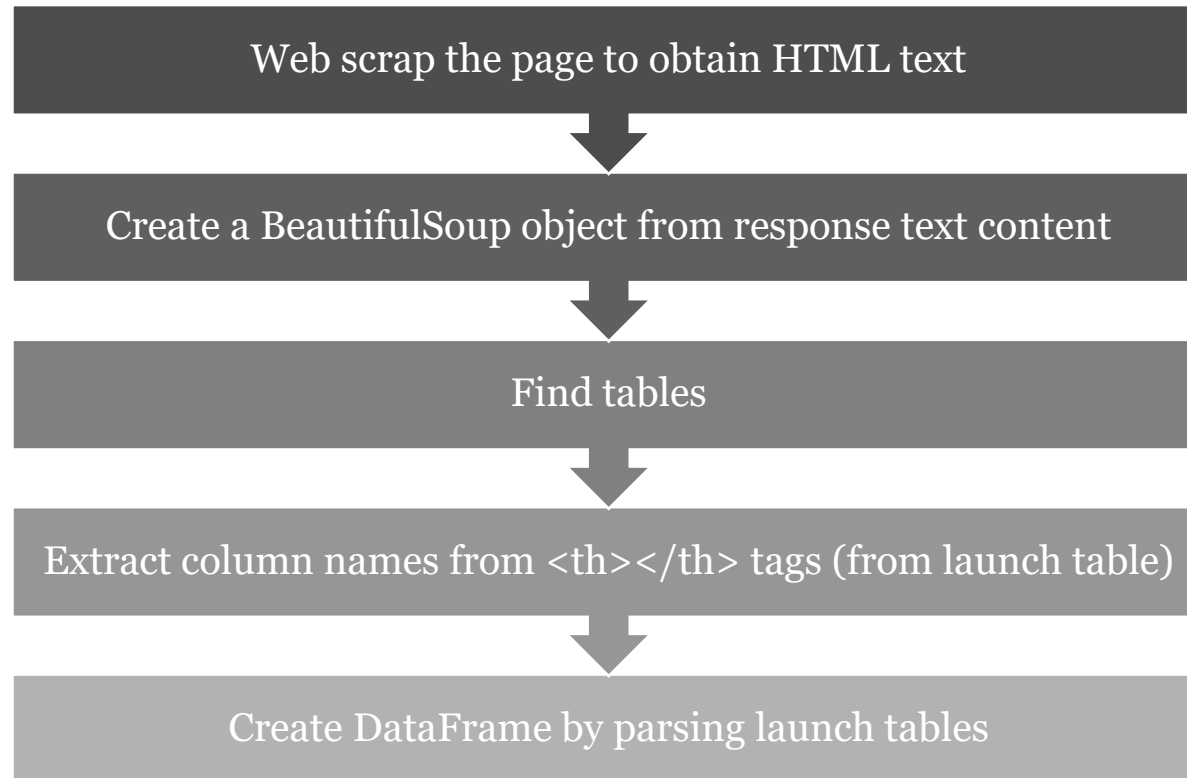 Web scrap the page to obtain HTML text
Create a BeautifulSoup object from response text content
Find tables
Extract column names from <th></th> tags (from launch table)
Create DataFrame by parsing launch tables